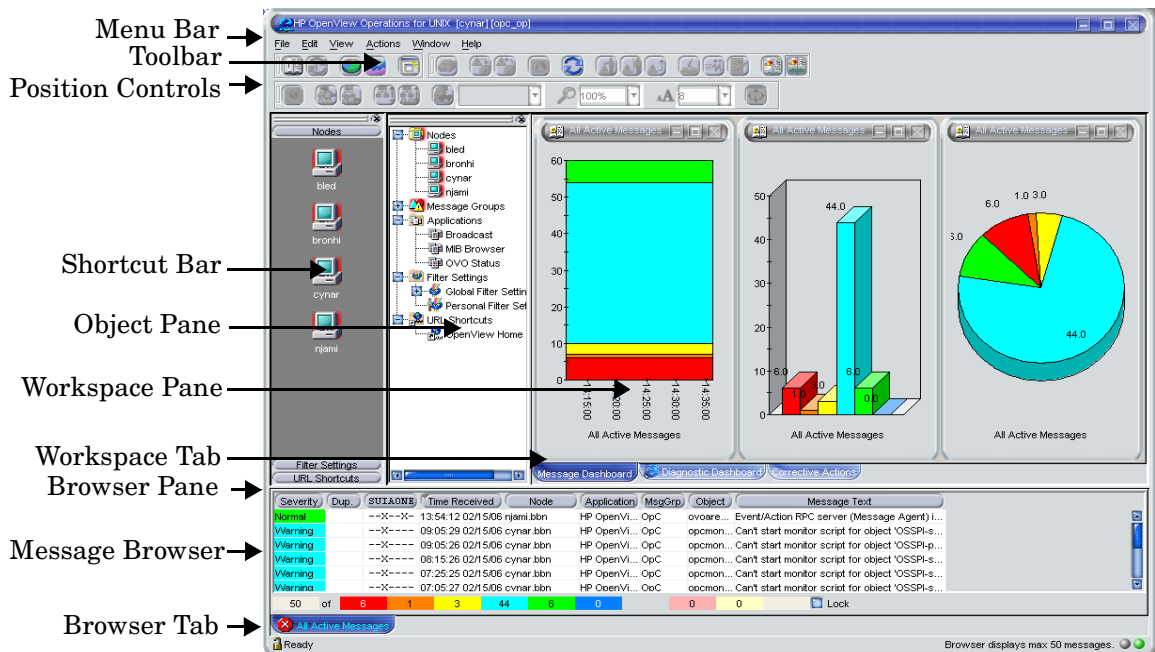 HP OpenView Operations for UNIX [cynar] [opc_op]
Menu Bar
File Edit View Actions Window Help
Toolbar
Position Controls
100%
8
Nodes
bled
bronhi
cynar
njami
Filter Settings
URL Shortcuts
Shortcut Bar
Object Pane
Workspace Pane
Workspace Tab
Browser Pane
Message Browser
Browser Tab
Nodes
bled
bronhi
cynar
njami
Message Groups
Applications
Broadcast
MIB Browser
OVO Status
Filter Settings
Global Filter Settin
Personal Filter Set
URL Shortcuts
OpenView Home
All Active Messages
60
50
40
30
20
10
0
14:15:00
14:20:00
14:25:00
14:30:00
14:35:00
All Active Messages
All Active Messages
50
40
30
20
10
0
6.0
1.0
3.0
44.0
6.0
0.0
All Active Messages
All Active Messages
6.0
6.0
1.0
3.0
44.0
All Active Messages
Message Dashboard Diagnostic Dashboard Corrective Actions
Severity Dup. SUIAONE Time Received Node Application MsgGrp Object Message Text
Normal --X--X- 13:54:12 02/15/06 njami.bbn HP OpenVi... OpC ovoare... Event/Action RPC server (Message Agent) i...
Warning --X---- 09:05:29 02/15/06 cynar.bbn HP OpenVi... OpC opcmon... Can't start monitor script for object 'OSSPI-s...
Warning --X---- 09:05:26 02/15/06 cynar.bbn HP OpenVi... OpC opcmon... Can't start monitor script for object 'OSSPI-p...
Warning --X---- 08:15:26 02/15/06 cynar.bbn HP OpenVi... OpC opcmon... Can't start monitor script for object 'OSSPI-s...
Warning --X---- 07:25:25 02/15/06 cynar.bbn HP OpenVi... OpC opcmon... Can't start monitor script for object 'OSSPI-s...
Warning --X---- 07:05:27 02/15/06 cynar.bbn HP OpenVi... OpC opcmon... Can't start monitor script for object 'OSSPI-s...
50 of 6 1 3 44 6 0 0 0 Lock
All Active Messages
Ready
Browser displays max 50 messages.